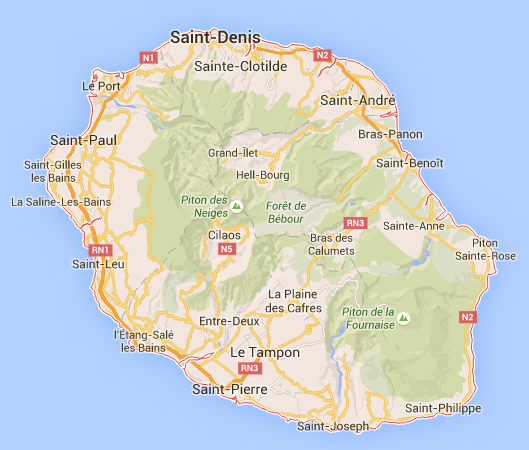 Saint-Denis
N1
N2
Sainte-Clotilde
Le Port
Saint-André
Bras-Panon
Saint-Paul
Grand-Îlet
Saint-Gilles
les Bains
Saint-Benoît
Hell-Bourg
La Saline-Les-Bains
Piton des
Neiges
Forêt de
Bébour
RN3
Sainte-Anne
Cilaos
Bras des
Calumets
N5
RN1
Piton
Sainte-Rose
Saint-Leu
La Plaine
des Cafres
Piton de la
Fournaise
N2
Entre-Deux
l'Étang-Salé
les Bains
Le Tampon
RN3
Saint-Pierre
Saint-Philippe
Saint-Joseph